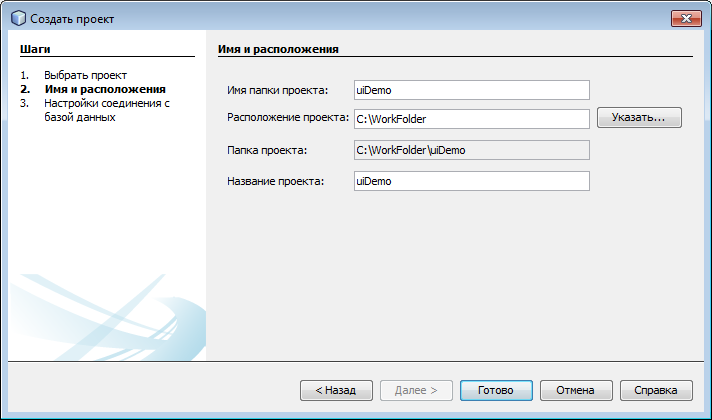 Создать проект
Шаги
1. Выбрать проект
2. Имя и расположения
3. Настройки соединения с
базой данных
Имя и расположения
Имя папки проекта: uiDemo
Расположение проекта: C:\WorkFolder Указать...
Папка проекта: C:\WorkFolder\uiDemo
Название проекта: uiDemo
< Назад Далее > Готово Отмена Справка